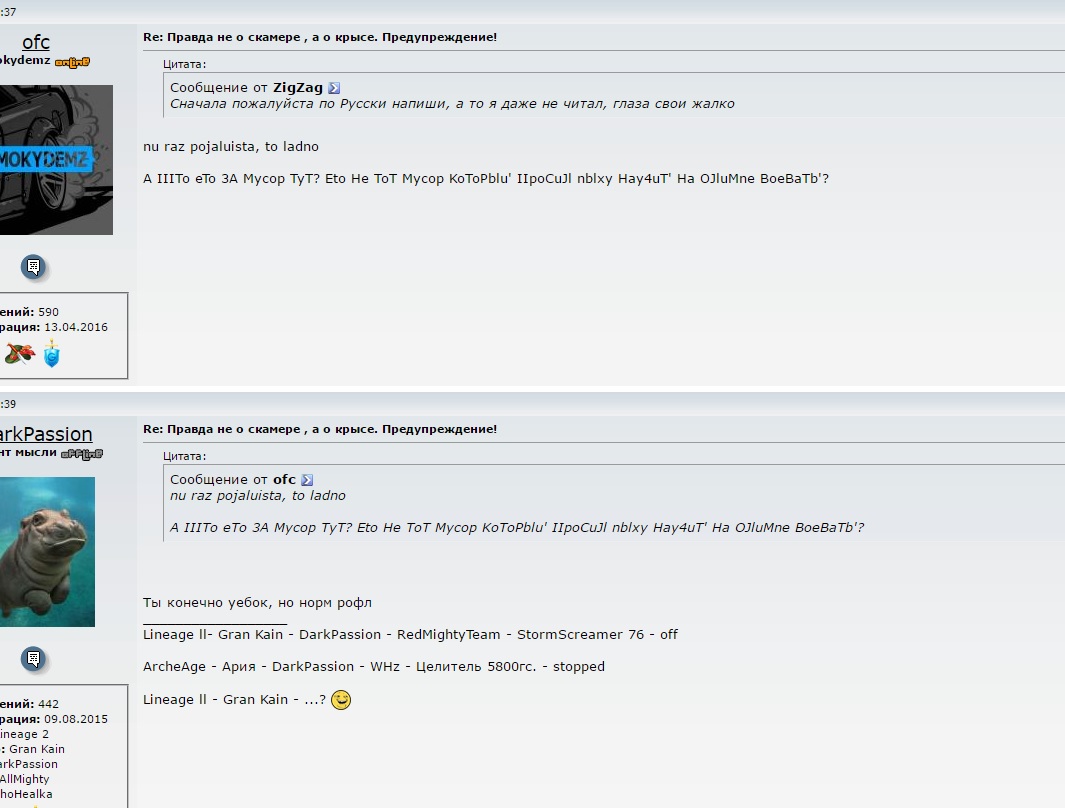 :37
ofc
okydemz online
MOKYDEMZ
ений: 590
рация: 13.04.2016
Re: Правда не о скамере , а о крысе. Предупреждение!
Цитата:
Сообщение от ZigZag
Сначала пожалуйста по Русски напиши, а то я даже не читал, глаза свои жалко
nu raz pojaluista, to ladno
A IIITo eTo 3A Mycop TyT? Eto He ToT Mycop KoToPblu' IIpoCuJl nblxy Hay4uT' Ha OJluMne BoeBaTb'?
:39
arkPassion
нт мысли offline
ений: 442
рация: 09.08.2015
ineage 2
: Gran Kain
arkPassion
AllMighty
hoHealka
Re: Правда не о скамере , а о крысе. Предупреждение!
Цитата:
Сообщение от ofc
nu raz pojaluista, to ladno
A IIITo eTo 3A Mycop TyT? Eto He ToT Mycop KoToPblu' IIpoCuJl nblxy Hay4uT' Ha OJluMne BoeBaTb'?
Ты конечно уебок, но норм рофл
Lineage ll- Gran Kain - DarkPassion - RedMightyTeam - StormScreamer 76 - off
ArcheAge - Ария - DarkPassion - WHz - Целитель 5800гс. - stopped
Lineage ll - Gran Kain - ...?